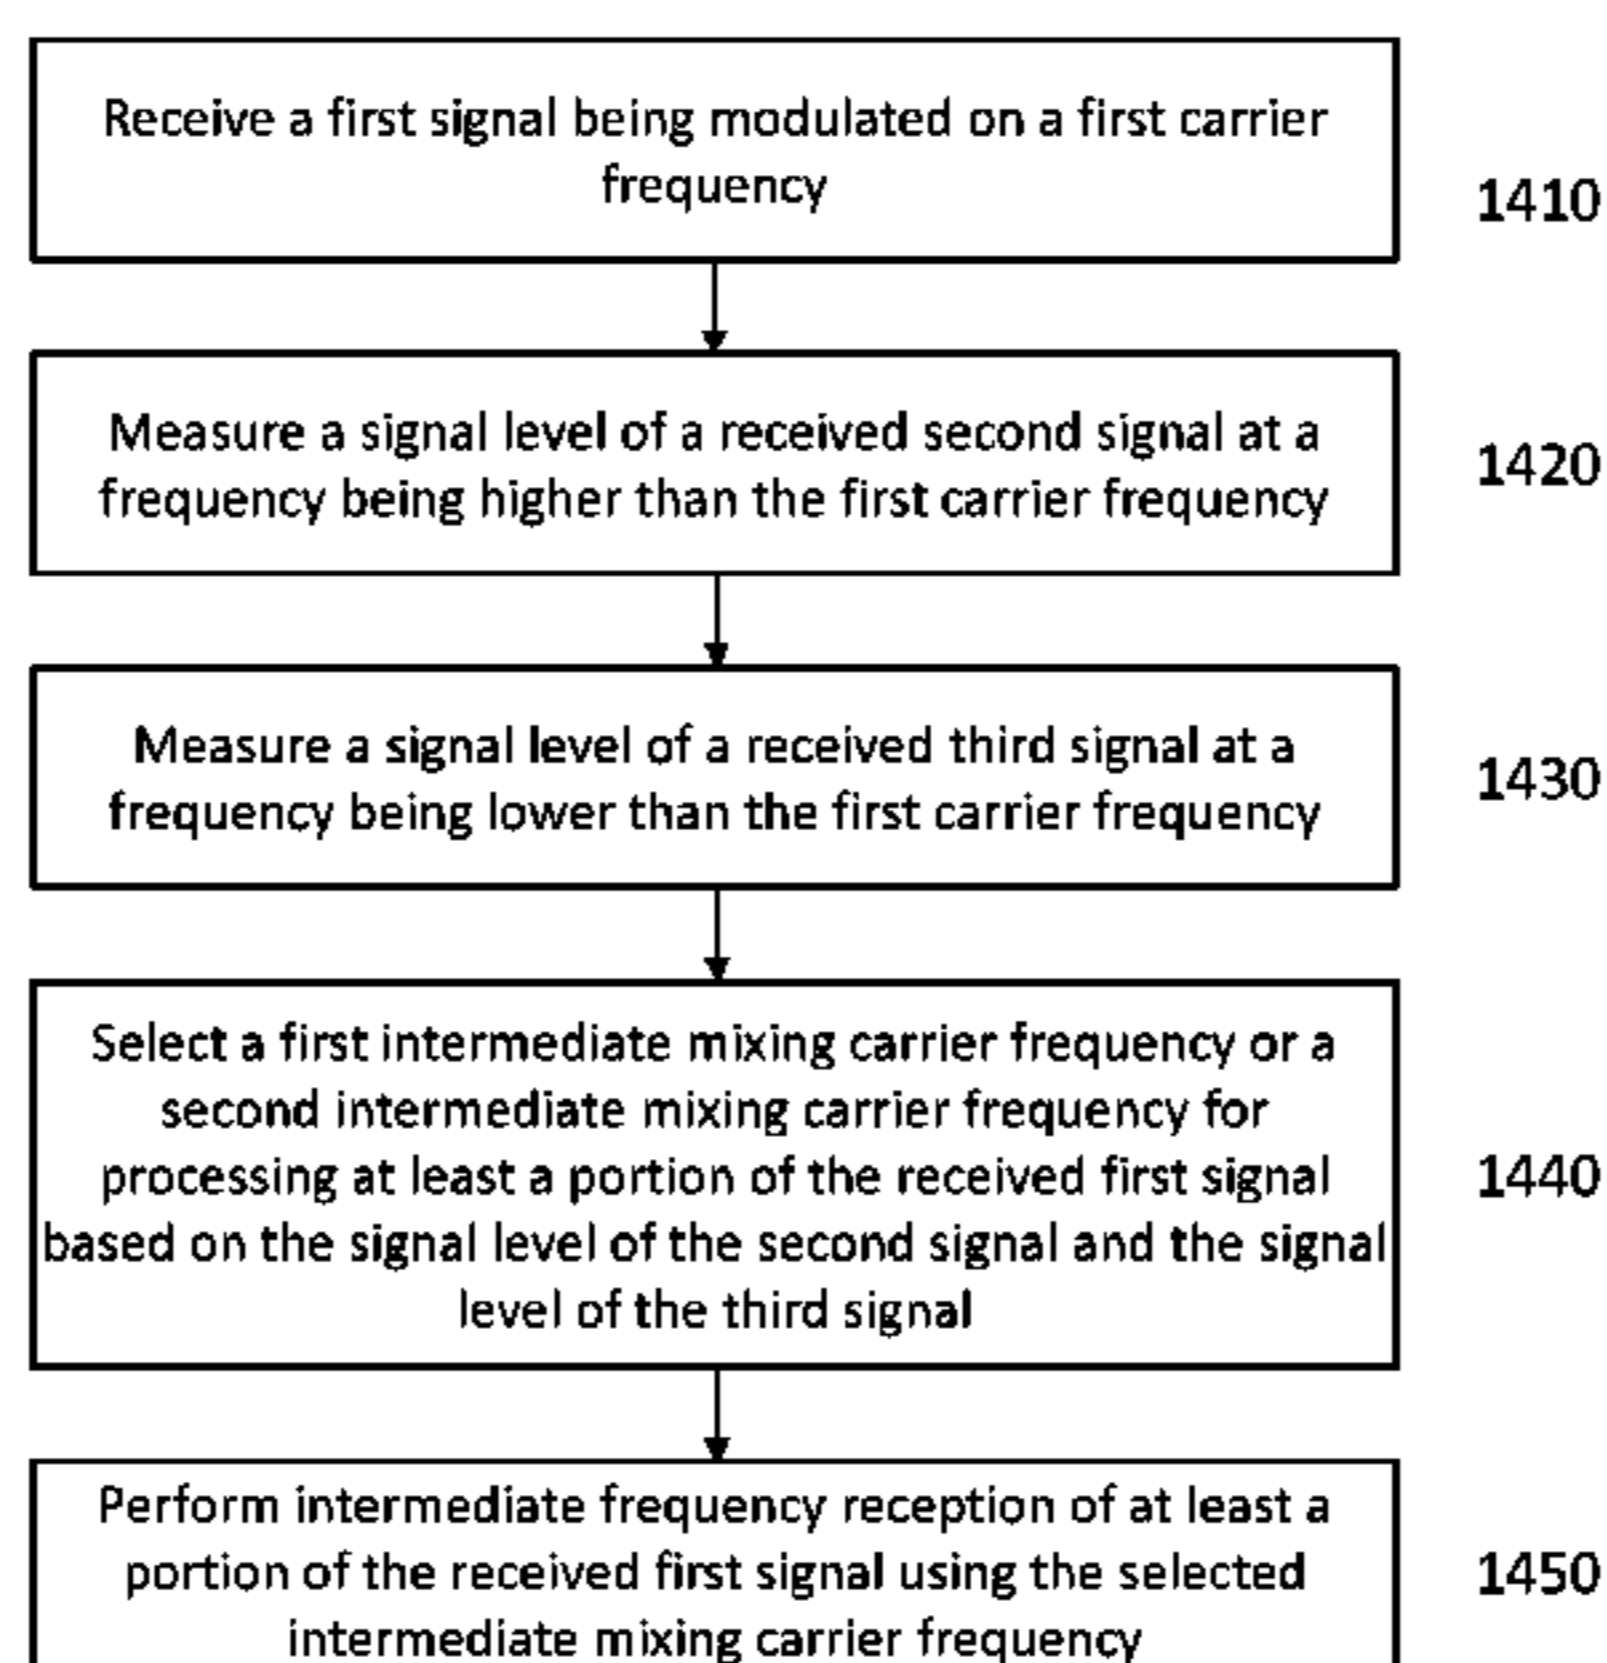 Receive a first signal being modulated on a first carrier
frequency
1410
Measure a signal level of a received second signal at a
frequency being higher than the first carrier frequency
1420
Measure a signal level of a received third signal at a
frequency being lower than the first carrier frequency
1430
Select a first intermediate mixing carrier frequency or a
second intermediate mixing carrier frequency for
processing at least a portion of the received first signal
based on the signal level of the second signal and the signal
level of the third signal
1440
Perform intermediate frequency reception of at least a
portion of the received first signal using the selected
intermediate mixing carrier frequency
1450